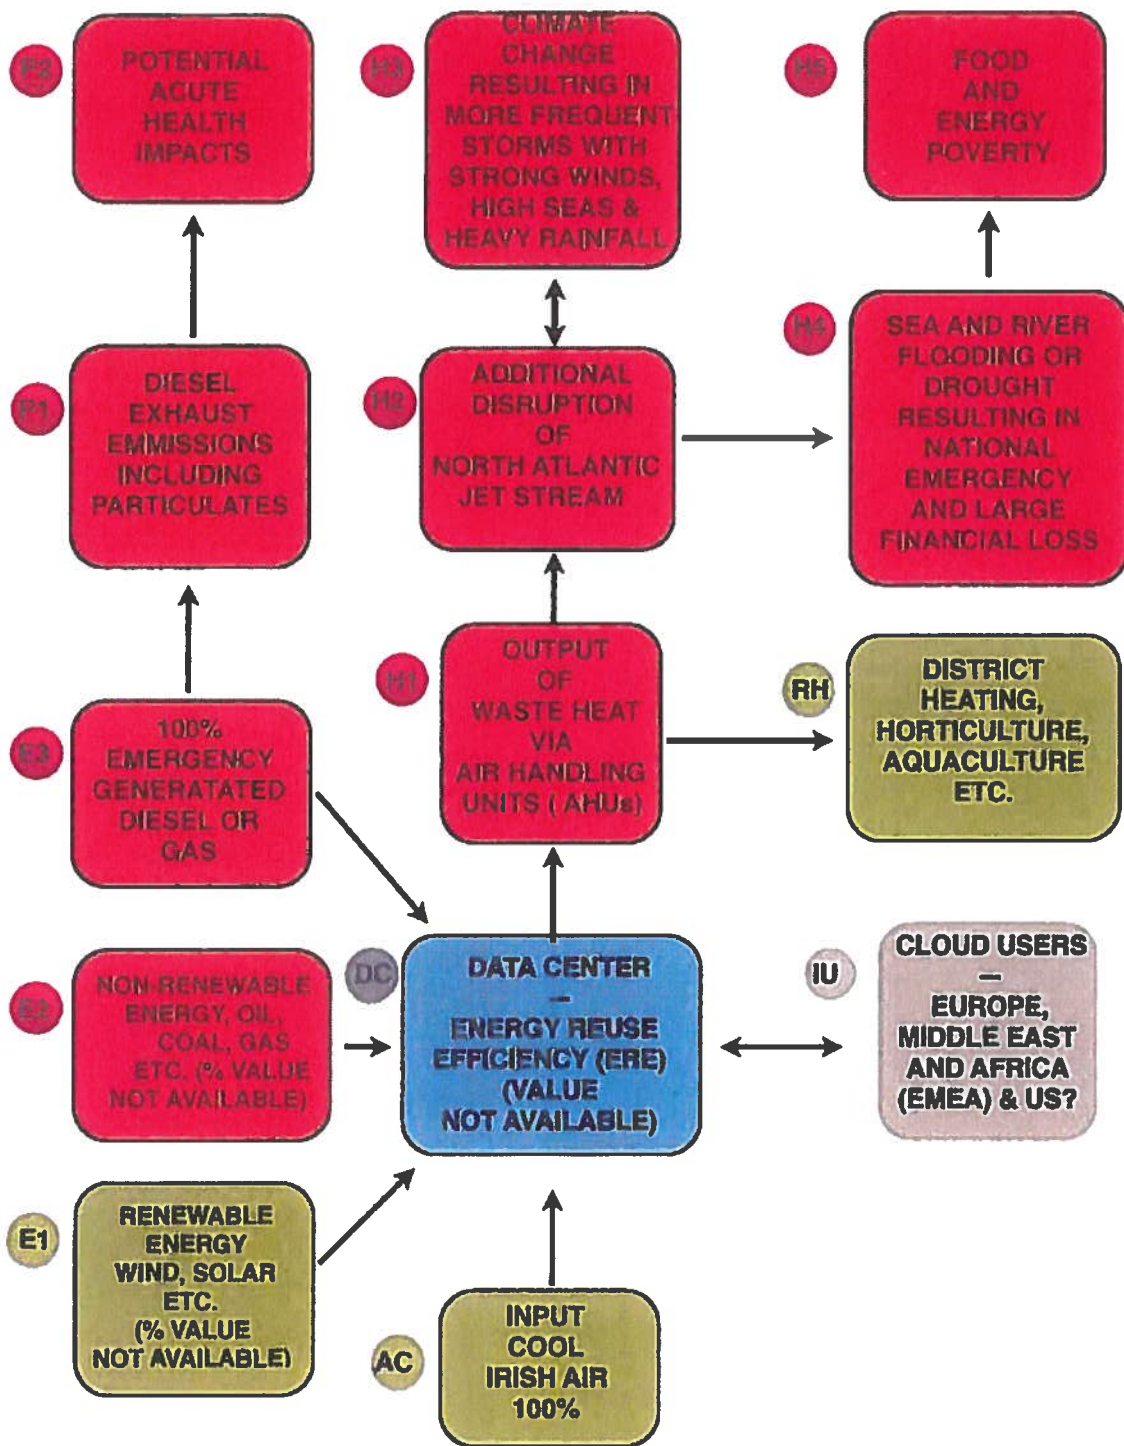 P2
POTENTIAL
ACUTE
HEALTH
IMPACTS
H3
CLIMATE
CHANGE
RESULTING IN
MORE FREQUENT
STORMS WITH
STRONG WINDS,
HIGH SEAS &
HEAVY RAINFALL
H5
FOOD
AND
ENERGY
POVERTY
P1
DIESEL
EXHAUST
EMMISSIONS
INCLUDING
PARTICULATES
H2
ADDITIONAL
DISRUPTION
OF
NORTH ATLANTIC
JET STREAM
H4
SEA AND RIVER
FLOODING OR
DROUGHT
RESULTING IN
NATIONAL
EMERGENCY
AND LARGE
FINANCIAL LOSS
E3
100%
EMERGENCY
GENERATATED
DIESEL OR
GAS
H1
OUTPUT
OF
WASTE HEAT
VIA
AIR HANDLING
UNITS ( AHUs)
RH
DISTRICT
HEATING,
HORTICULTURE,
AQUACULTURE
ETC.
E2
NON-RENEWABLE
ENERGY, OIL,
COAL, GAS
ETC. (% VALUE
NOT AVAILABLE)
DC
DATA CENTER
–
ENERGY REUSE
EFFICIENCY (ERE)
(VALUE
NOT AVAILABLE)
IU
CLOUD USERS
–
EUROPE,
MIDDLE EAST
AND AFRICA
(EMEA) & US?
E1
RENEWABLE
ENERGY
WIND, SOLAR
ETC.
(% VALUE
NOT AVAILABLE)
AC
INPUT
COOL
IRISH AIR
100%